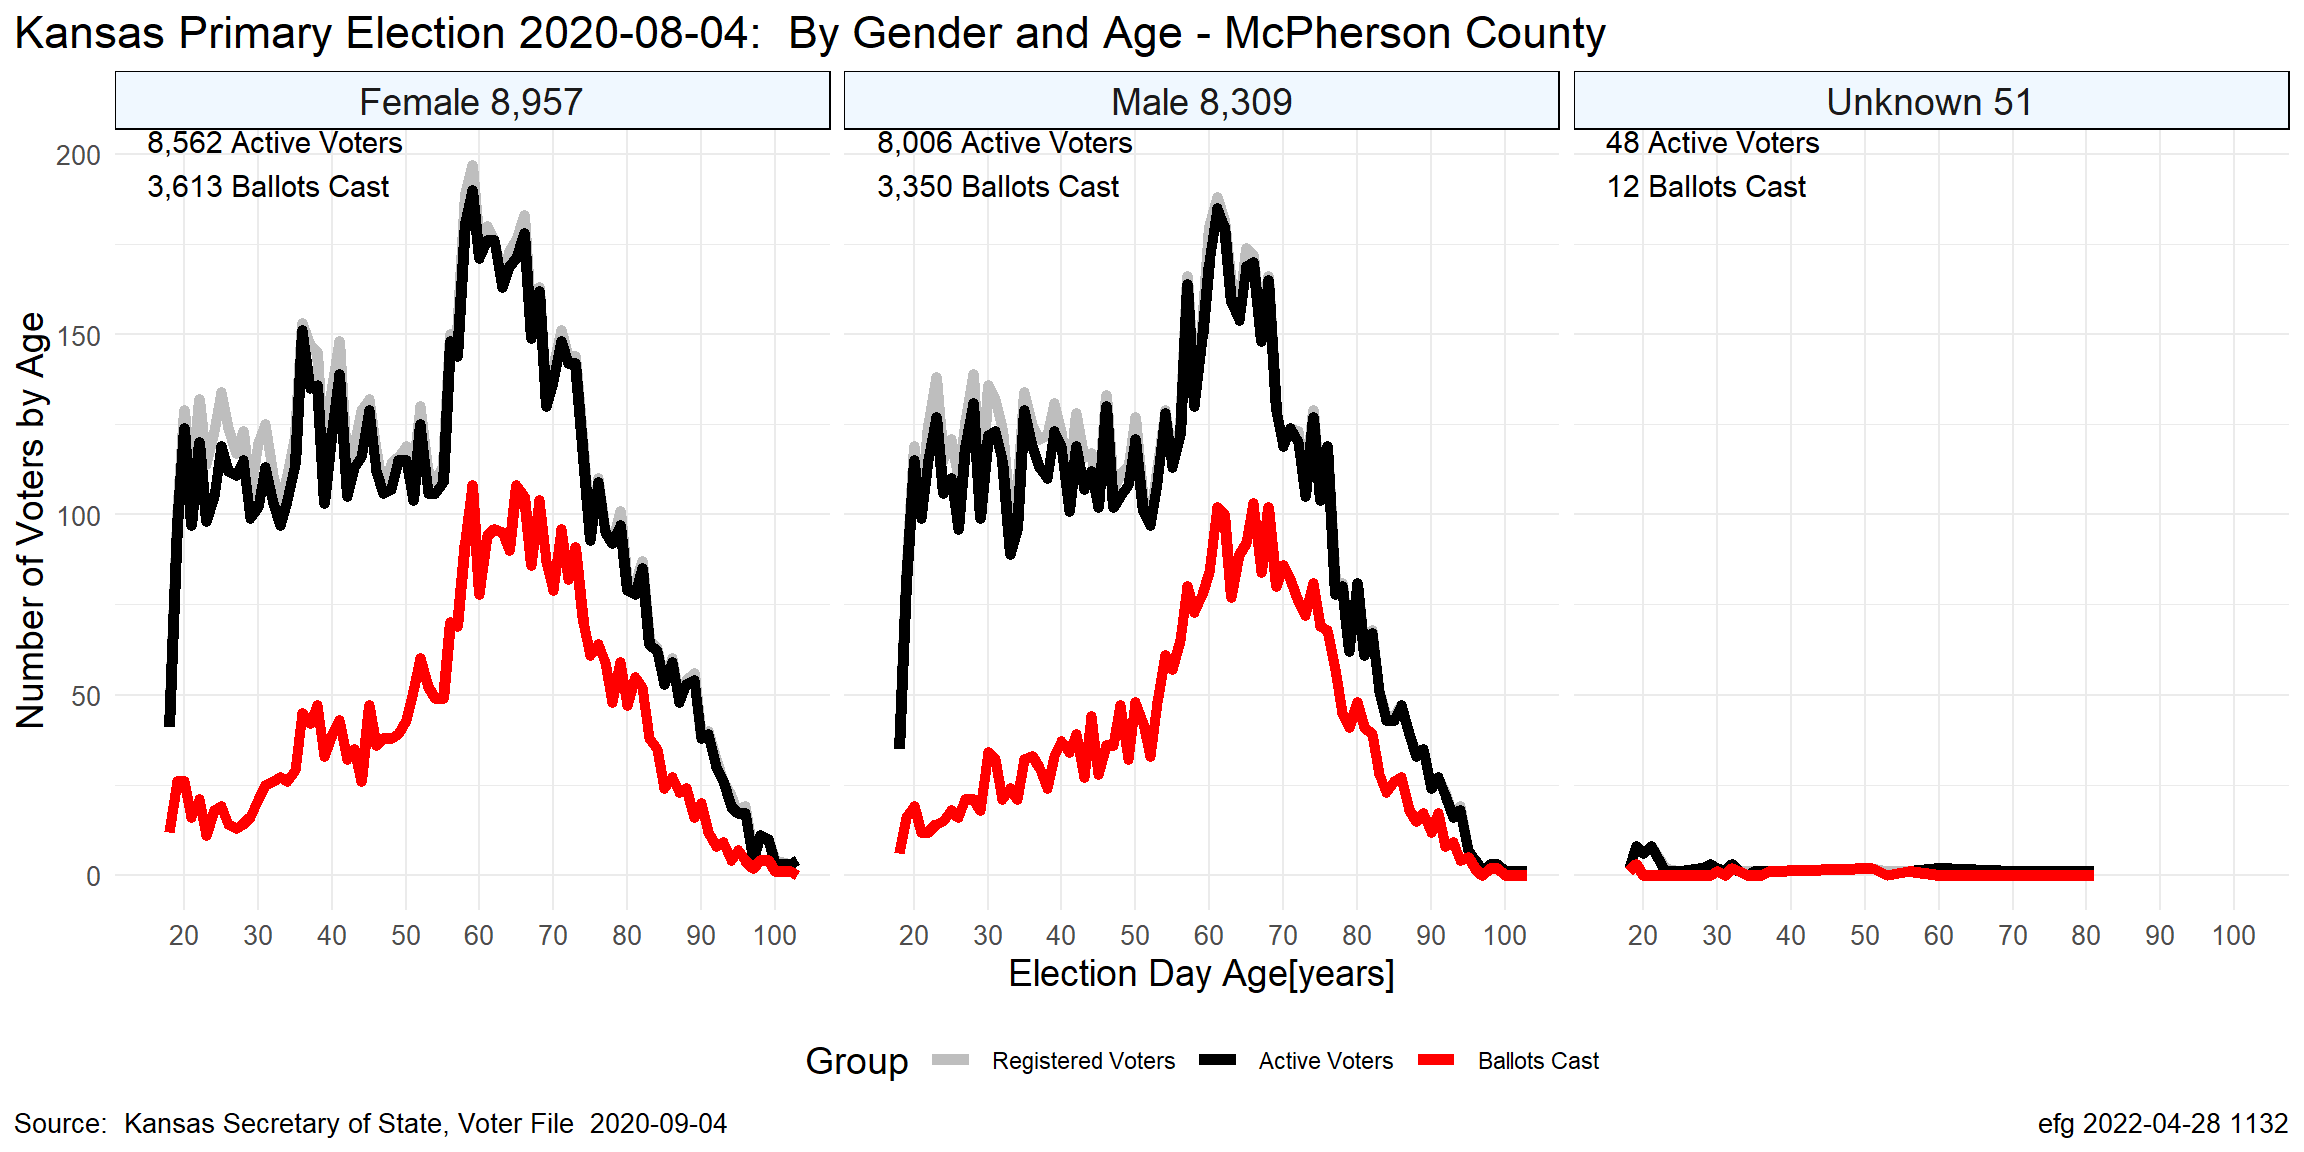 Kansas Primary Election 2020-08-04:  By Gender and Age - McPherson County
Female 8,957
Male 8,309
Unknown 51
8,562 Active Voters
3,613 Ballots Cast
8,006 Active Voters
3,350 Ballots Cast
48 Active Voters
12 Ballots Cast
Number of Voters by Age
200
150
100
50
0
20 30 40 50 60 70 80 90 100
20 30 40 50 60 70 80 90 100
20 30 40 50 60 70 80 90 100
Election Day Age[years]
Group Registered Voters Active Voters Ballots Cast
Source:  Kansas Secretary of State, Voter File  2020-09-04
efg 2022-04-28 1132